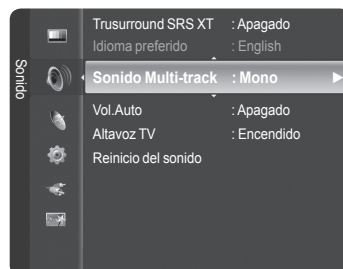 Sonido
Trusurround SRS XT : Apagado
Idioma preferido : English
Sonido Multi-track : Mono
Vol.Auto : Apagado
Altavoz TV : Encendido
Reinicio del sonido